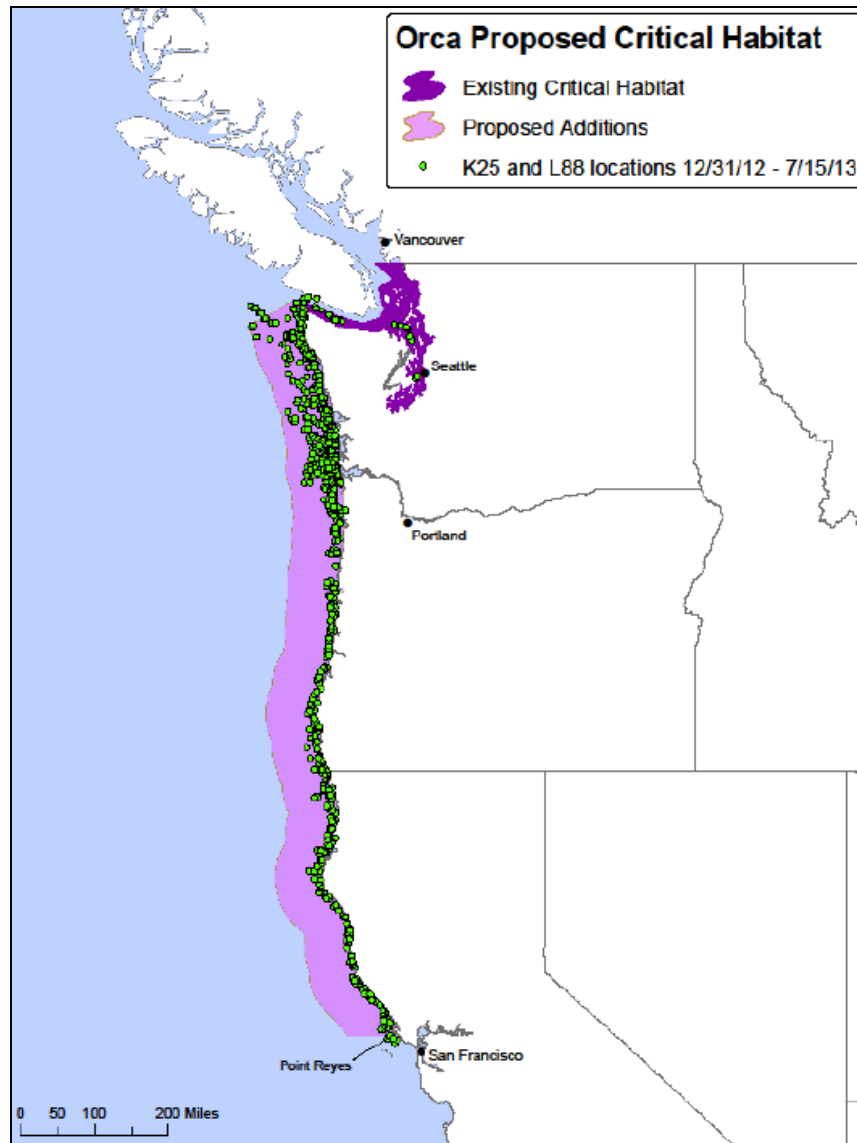 Orca Proposed Critical Habitat
Existing Critical Habitat
Proposed Additions
K25 and L88 locations 12/31/12 - 7/15/13
Vancouver
Seattle
Portland
Point Reyes
San Francisco
0 50 100 200 Miles